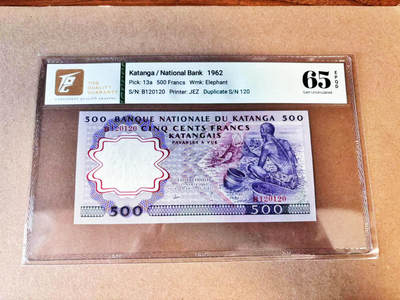 THE
QUALITY
GUARANTEE
Katanga / National Bank 1962
Pick: 13a 500 Francs Wmk: Elephant
S/N: B120120 Printer: JEZ Duplicate S/N 120
65
EPQ
Gem Uncirculated
500 BANQUE NATIONALE DU KATANGA 500
B120120 CINQ CENTS FRANCS
KATANGAIS
PAYABLES A VUE
500
500
B120120